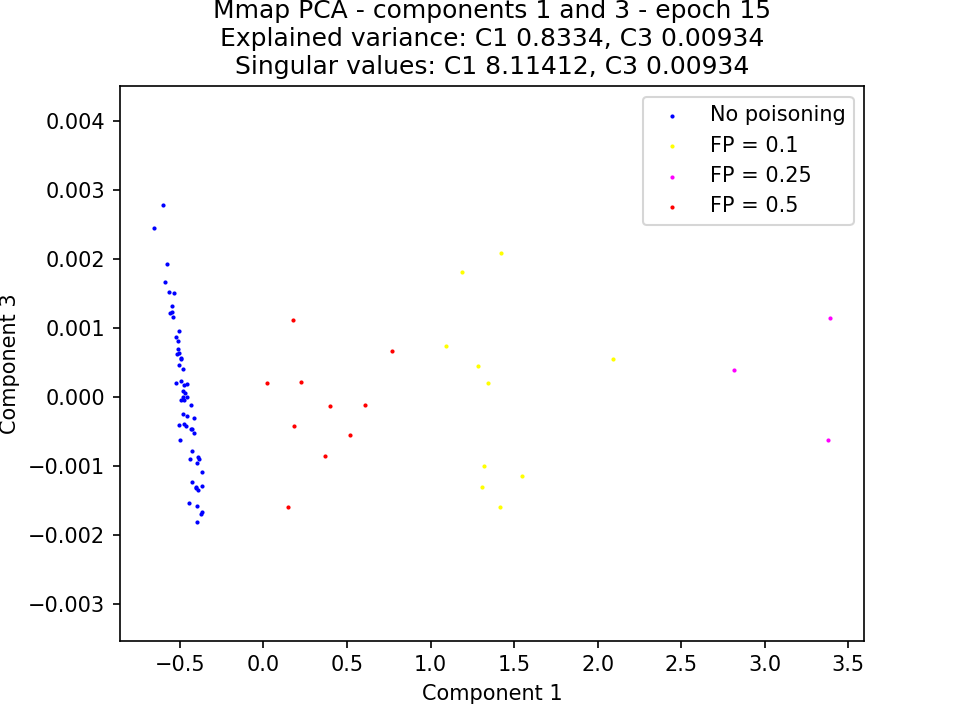 Mmap PCA - components 1 and 3 - epoch 15
Explained variance: C1 0.8334, C3 0.00934
Singular values: C1 8.11412, C3 0.00934
No poisoning
FP = 0.1
FP = 0.25
FP = 0.5
0.004
0.003
0.002
0.001
0.000
−0.001
−0.002
−0.003
Component 3
−0.5 0.0 0.5 1.0 1.5 2.0 2.5 3.0 3.5
Component 1